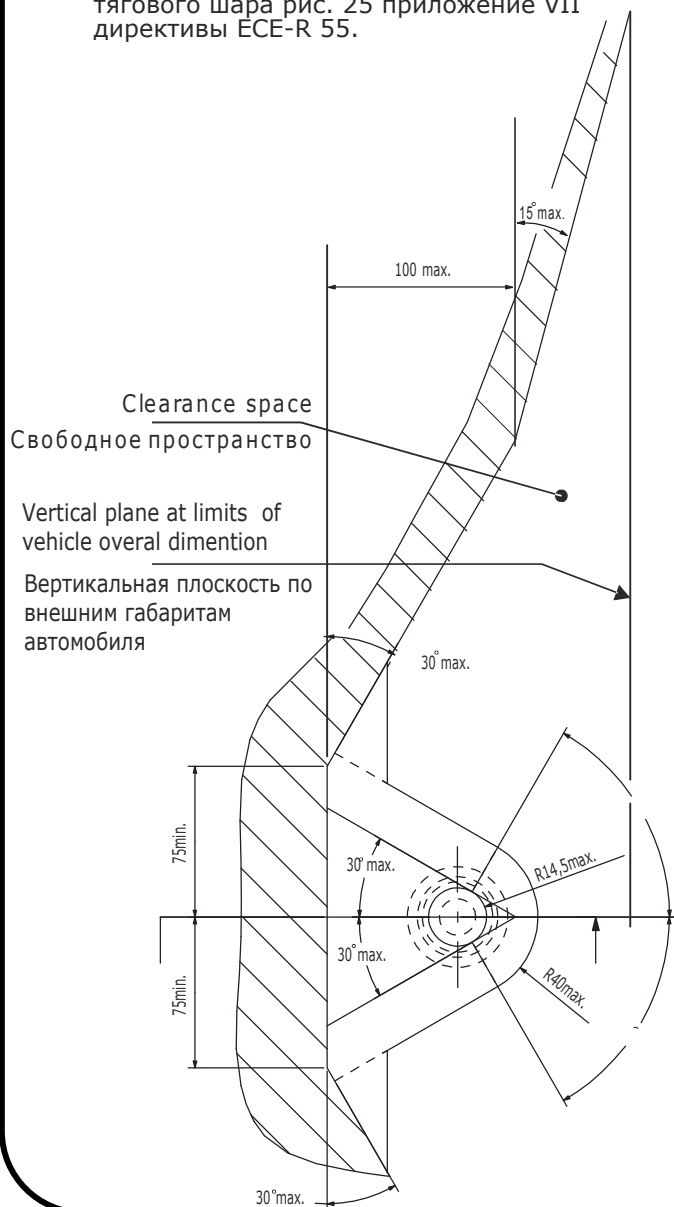 тягового шара рис. 25 приложение VII
директивы ECE-R 55.
15°max.
100 max.
Clearance space
Свободное пространство
Vertical plane at limits of
vehicle overal dimention
Вертикальная плоскость по
внешним габаритам
автомобиля
30°max.
75min.
30°max.
R14,5max.
30°max.
75min.
R40max.
30°max.